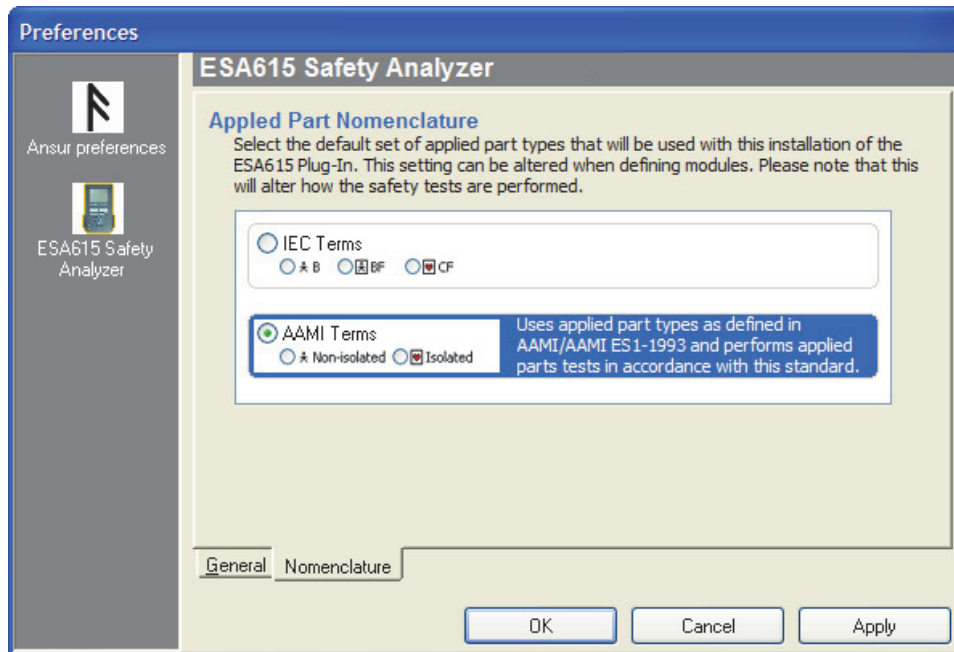 Preferences
ESA615 Safety Analyzer
Ansur preferences
ESA615 Safety
Analyzer
Appled Part Nomenclature
Select the default set of applied part types that will be used with this installation of the
ESA615 Plug-In. This setting can be altered when defining modules. Please note that this
will alter how the safety tests are performed.
IEC Terms
B BF CF
AAMI Terms
Non-isolated Isolated
Uses applied part types as defined in
AAMI/AAMI ES1-1993 and performs applied
parts tests in accordance with this standard.
General Nomenclature
OK Cancel Apply